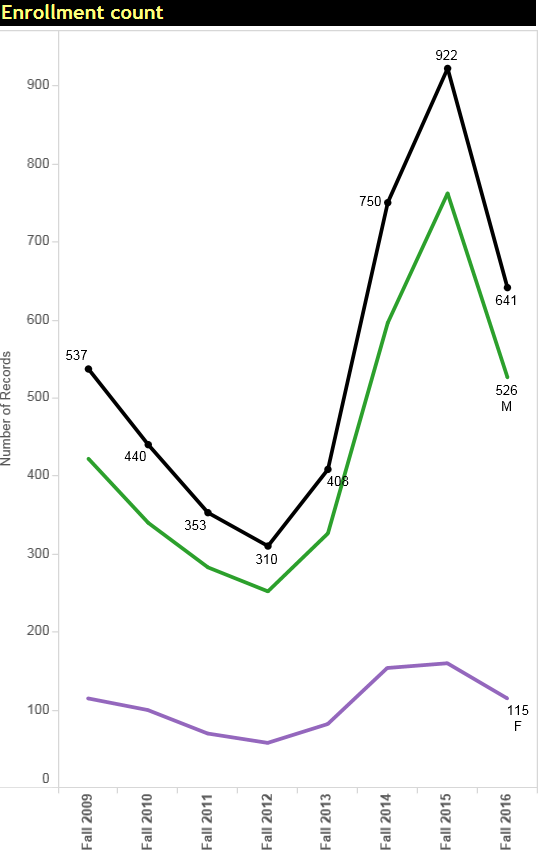 Enrollment count
922
900
800
750
700
641
600
537
526
M
500
Number of Records
440
408
400
353
310
300
200
115
F
100
0
Fall 2009
Fall 2010
Fall 2011
Fall 2012
Fall 2013
Fall 2014
Fall 2015
Fall 2016